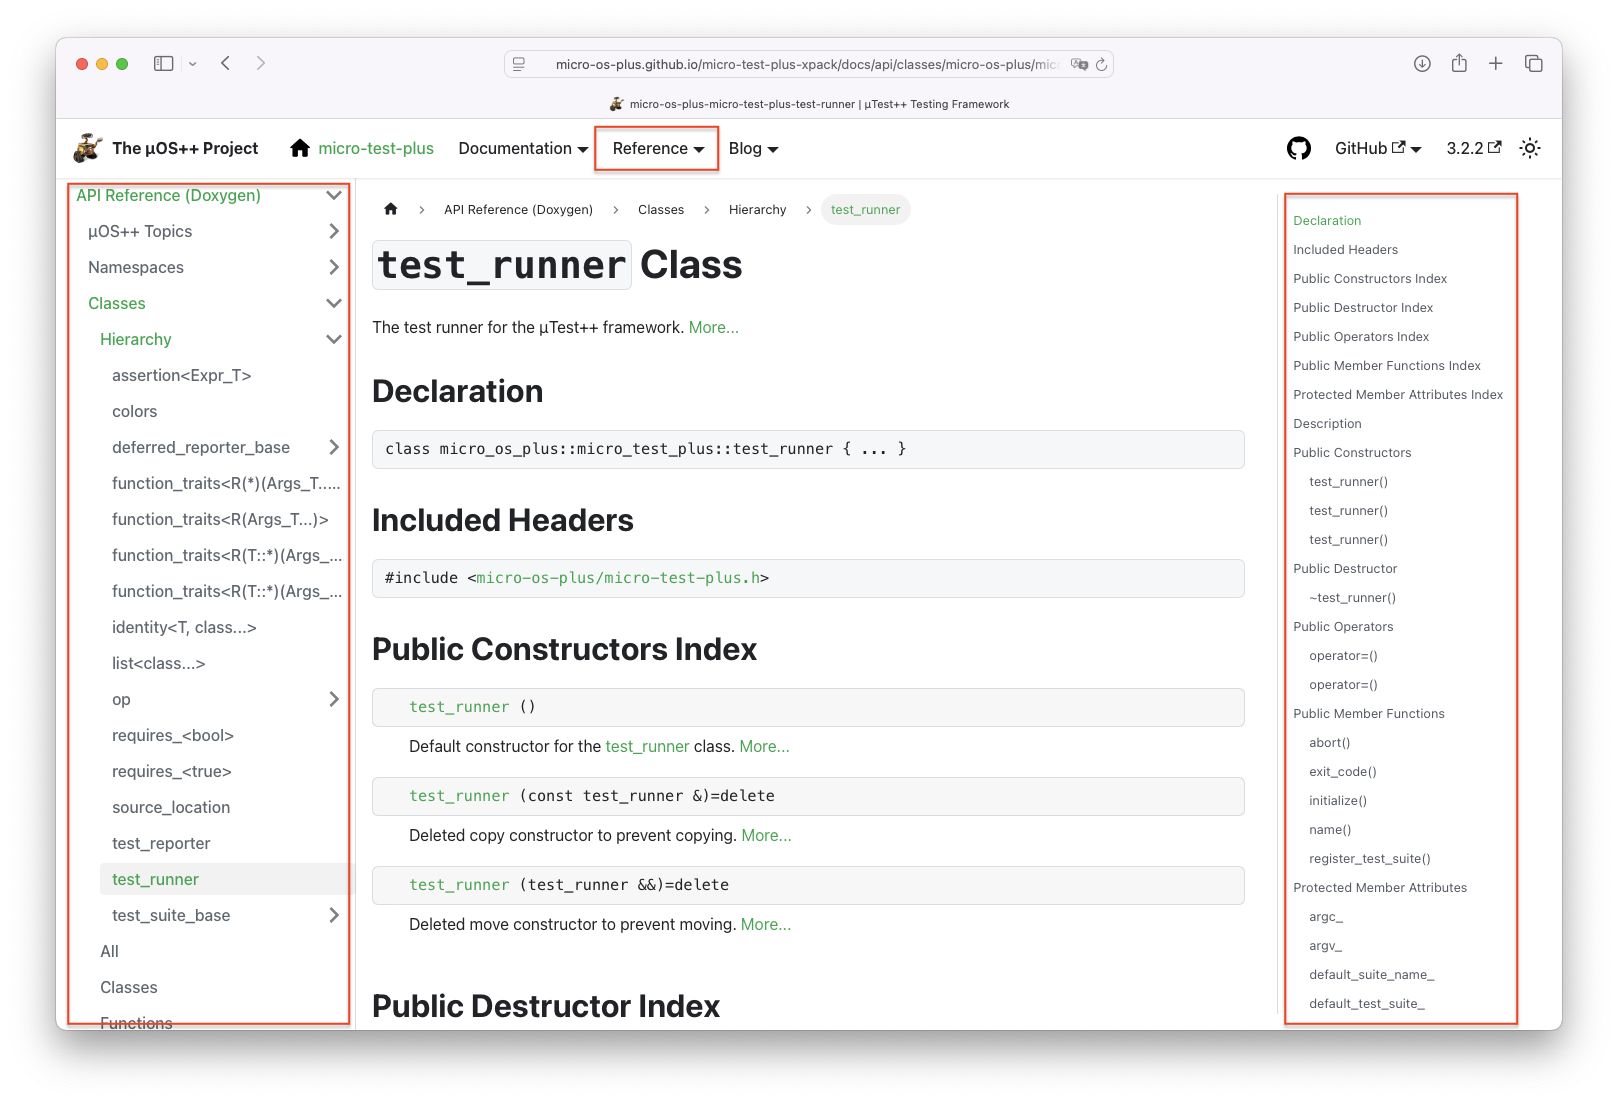 micro-os-plus.github.io/micro-test-plus-xpack/docs/api/classes/micro-os-plus/mic
micro-os-plus-micro-test-plus-test-runner | µTest++ Testing Framework
The µOS++ Project
micro-test-plus
Documentation
Reference
Blog
GitHub
3.2.2
API Reference (Doxygen)
µOS++ Topics
Namespaces
Classes
Hierarchy
assertion<Expr_T>
colors
deferred_reporter_base
function_traits<R(*)(Args_T.....
function_traits<R(Args_T...)>
function_traits<R(T::*)(Args_...
function_traits<R(T::*)(Args_...
identity<T, class...>
list<class...>
op
requires_<bool>
requires_<true>
source_location
test_reporter
test_runner
test_suite_base
All
Classes
Functions
API Reference (Doxygen)
Classes
Hierarchy
test_runner
test_runner Class
The test runner for the µTest++ framework. More...
Declaration
class micro_os_plus::micro_test_plus::test_runner { ... }
Included Headers
#include <micro-os-plus/micro-test-plus.h>
Public Constructors Index
test_runner ()
Default constructor for the test_runner class. More...
test_runner (const test_runner &)=delete
Deleted copy constructor to prevent copying. More...
test_runner (test_runner &&)=delete
Deleted move constructor to prevent moving. More...
Public Destructor Index
Declaration
Included Headers
Public Constructors Index
Public Destructor Index
Public Operators Index
Public Member Functions Index
Protected Member Attributes Index
Description
Public Constructors
test_runner()
test_runner()
test_runner()
Public Destructor
~test_runner()
Public Operators
operator=()
operator=()
Public Member Functions
abort()
exit_code()
initialize()
name()
register_test_suite()
Protected Member Attributes
argc_
argv_
default_suite_name_
default_test_suite_